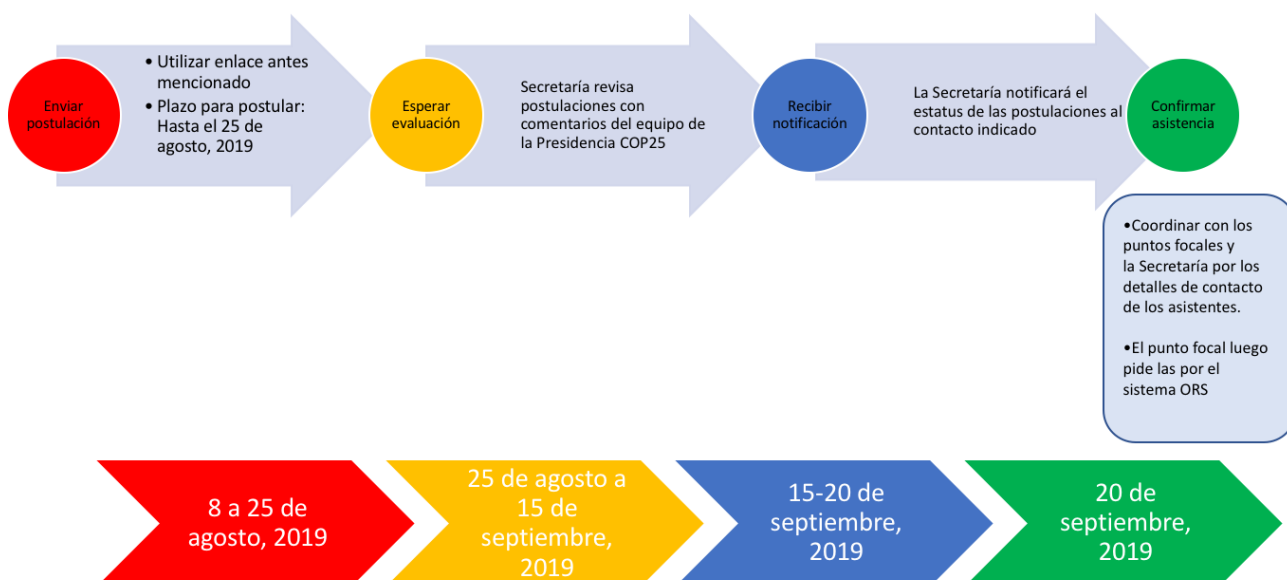 Enviar
postulación
• Utilizar enlace antes
mencionado
• Plazo para postular:
Hasta el 25 de
agosto, 2019
Esperar
evaluación
Secretaría revisa
postulaciones con
comentarios del equipo de
la Presidencia COP25
Recibir
notificación
La Secretaría notificará el
estatus de las postulaciones al
contacto indicado
Confirmar
asistencia
•Coordinar con los
puntos focales y
la Secretaría por los
detalles de contacto
de los asistentes.
•El punto focal luego
pide las por el
sistema ORS
8 a 25 de
agosto, 2019
25 de agosto a
15 de
septiembre,
2019
15-20 de
septiembre,
2019
20 de
septiembre,
2019